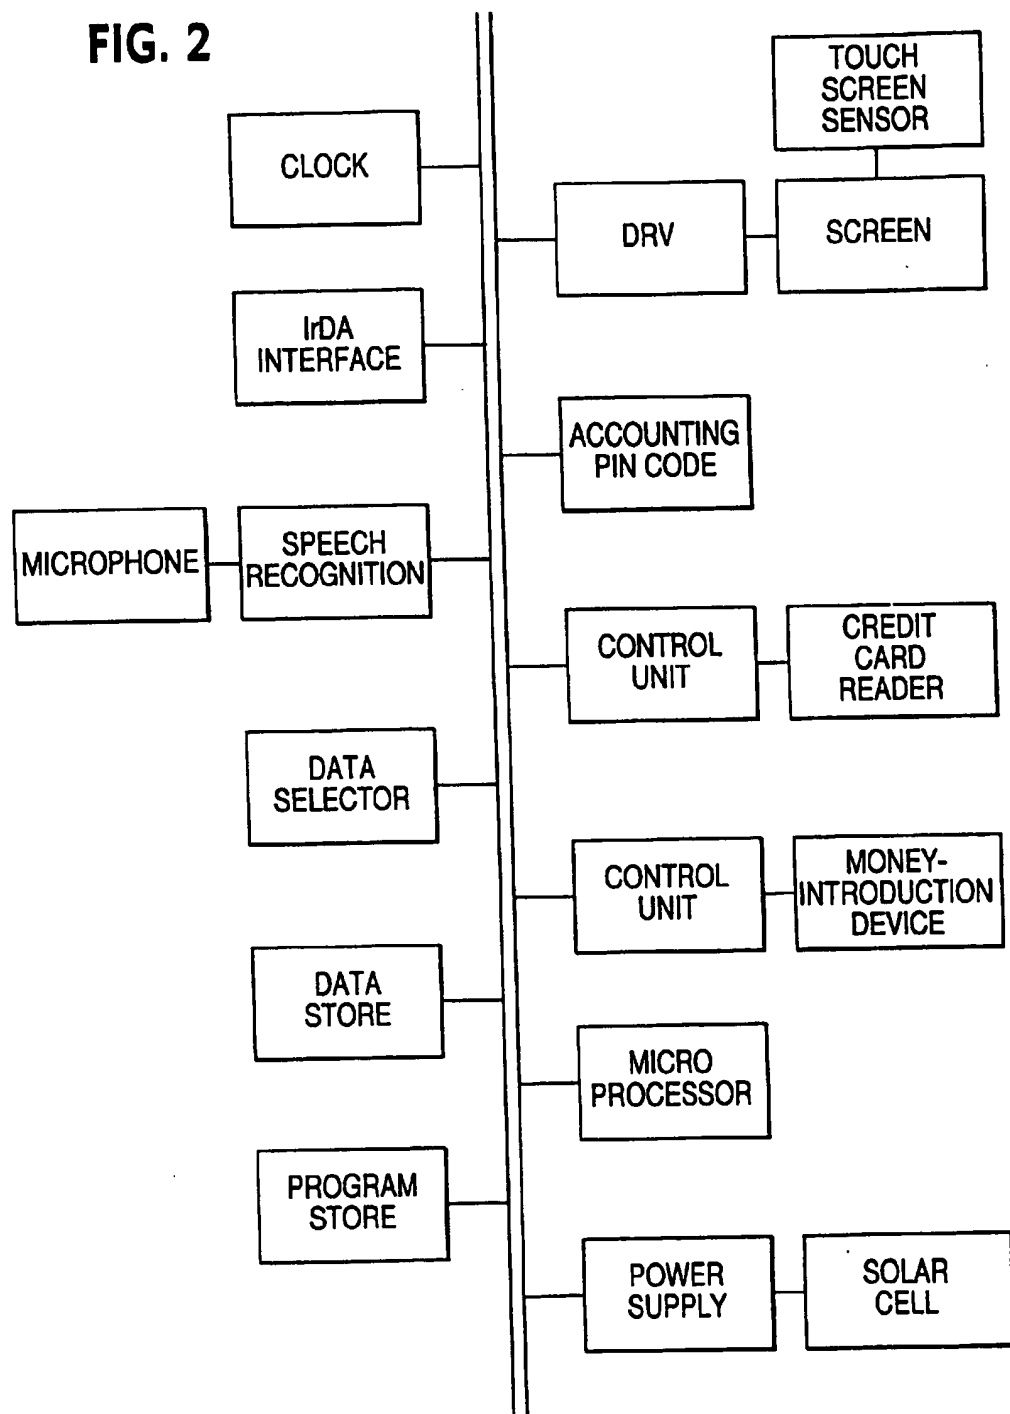 FIG. 2
TOUCH
SCREEN
SENSOR
CLOCK
DRV
SCREEN
IrDA
INTERFACE
ACCOUNTING
PIN CODE
MICROPHONE
SPEECH
RECOGNITION
CONTROL
UNIT
CREDIT
CARD
READER
DATA
SELECTOR
CONTROL
UNIT
MONEY-
INTRODUCTION
DEVICE
DATA
STORE
MICRO
PROCESSOR
PROGRAM
STORE
POWER
SUPPLY
SOLAR
CELL